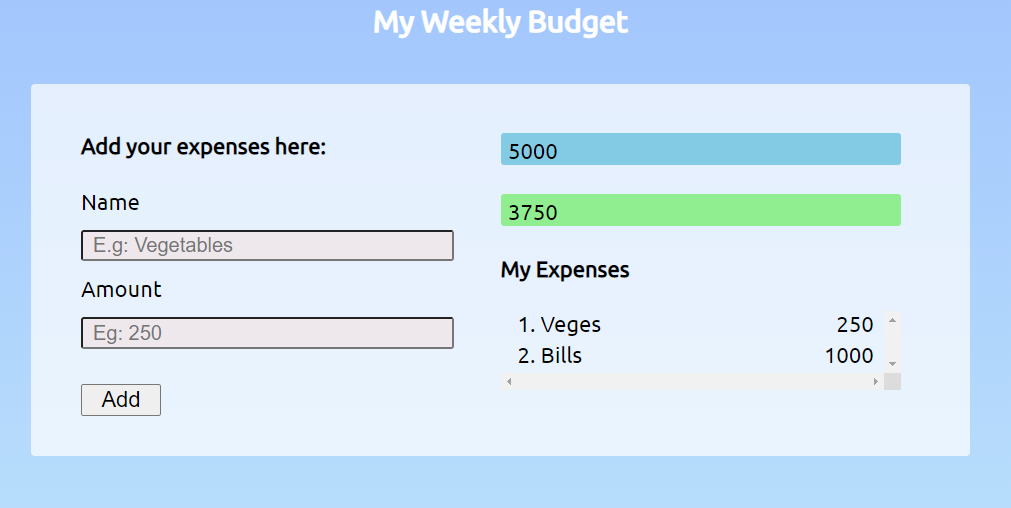 My Weekly Budget
Add your expenses here:
Name
E.g: Vegetables
Amount
Eg: 250
Add
5000
3750
My Expenses
1. Veges 250
2. Bills 1000